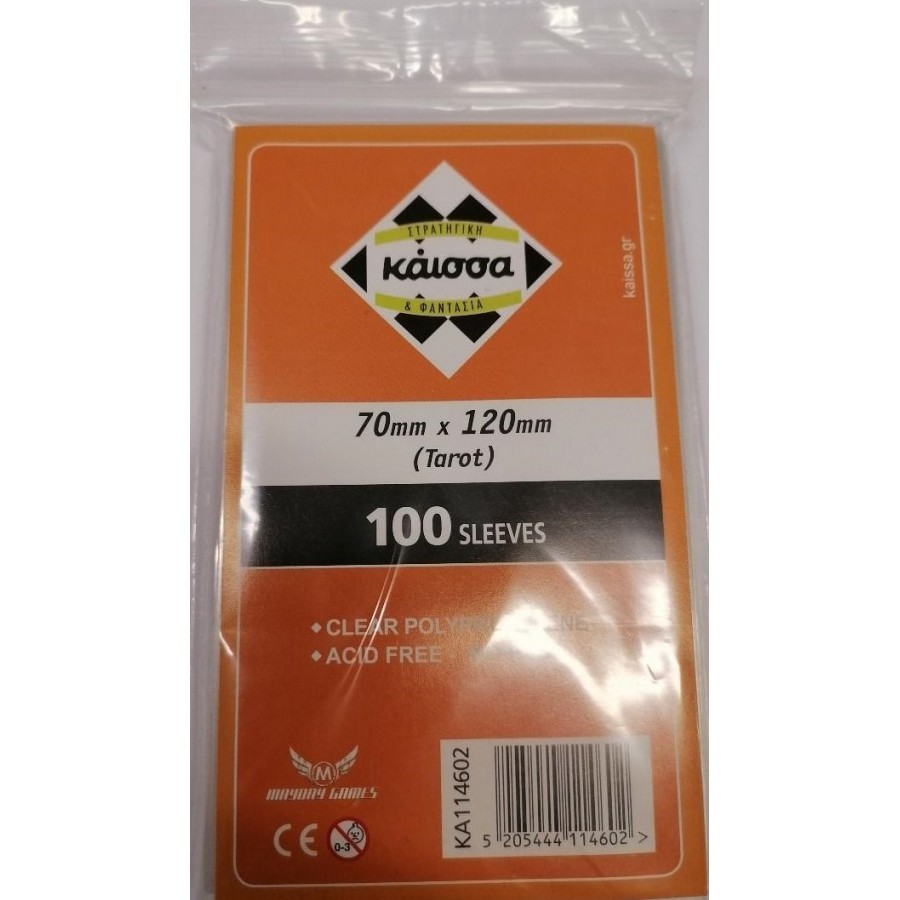 ΣΤΡΑΤΗΓΙΚΗ
κάισσα
& ΦΑΝΤΑΣΙΑ
kaissa.gr
70mm x 120mm
(Tarot)
100 SLEEVES
CLEAR
ACID FREE
MAYDAY GAMES
CE
0-3
KA114602
5 205444 114602 >